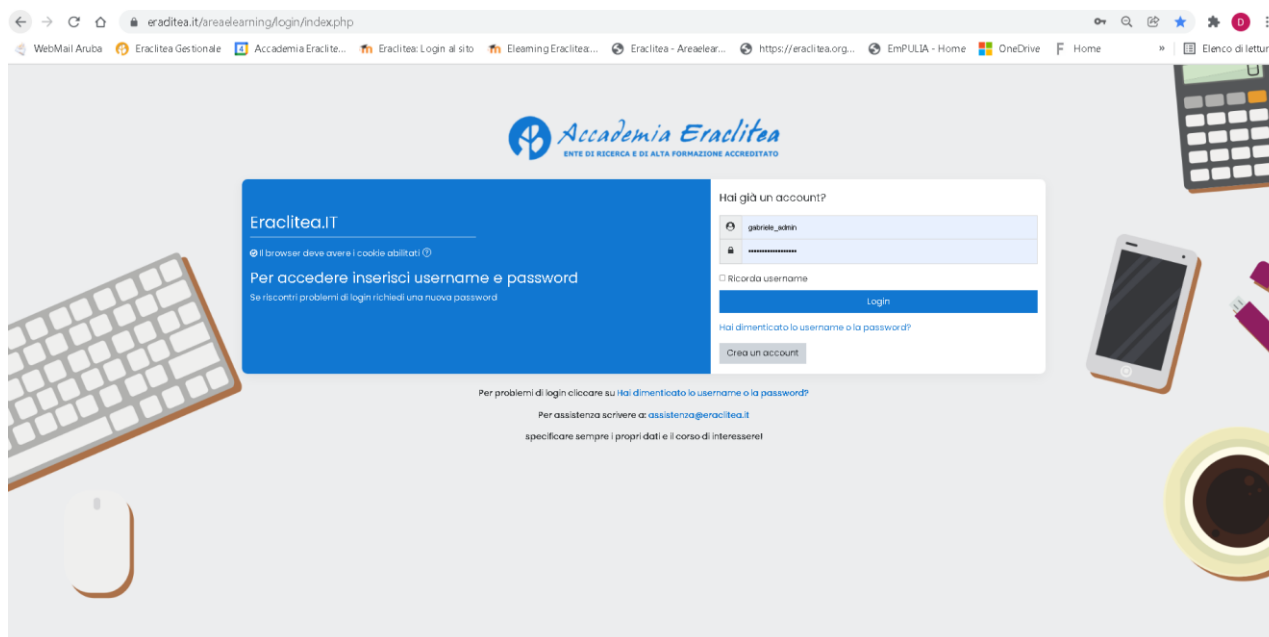 eraclitea.it/areaelearning/login/index.php
D
WebMail Aruba
Eraclitea Gestionale
4
Accademia Eraclite...
Eraclitea: Login al sito
Elearning Eraclitea:...
Eraclitea - Areaelear...
https://eraclitea.org...
EmPULIA - Home
OneDrive
F Home
»
Elenco di lettur
Accademia Eraclitea
ENTE DI RICERCA E DI ALTA FORMAZIONE ACCREDITATO
Eraclitea.IT
Il browser deve avere i cookie abilitati
Per accedere inserisci username e password
Se riscontri problemi di login richiedi una nuova password
Hai già un account?
gabriele_admin
••••••••••••••••••
Ricorda username
Login
Hai dimenticato lo username o la password?
Crea un account
Per problemi di login cliccare su Hai dimenticato lo username o la password?
Per assistenza scrivere a: assistenza@eraclitea.it
specificare sempre i propri dati e il corso di interessere!